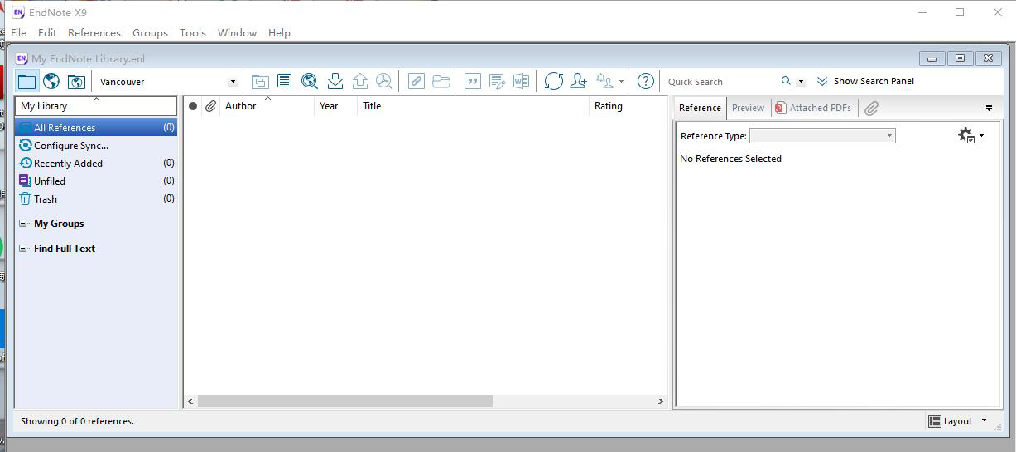 EndNote X9
File Edit References Groups Tools Window Help
My EndNote Library.enl
Vancouver Quick Search Show Search Panel
My Library Author Year Title Rating Reference Preview Attached PDFs
All References (0)
Configure Sync...
Recently Added (0)
Unfiled (0)
Trash (0)
My Groups
Find Full Text
Reference Type:
No References Selected
Showing 0 of 0 references.
Layout